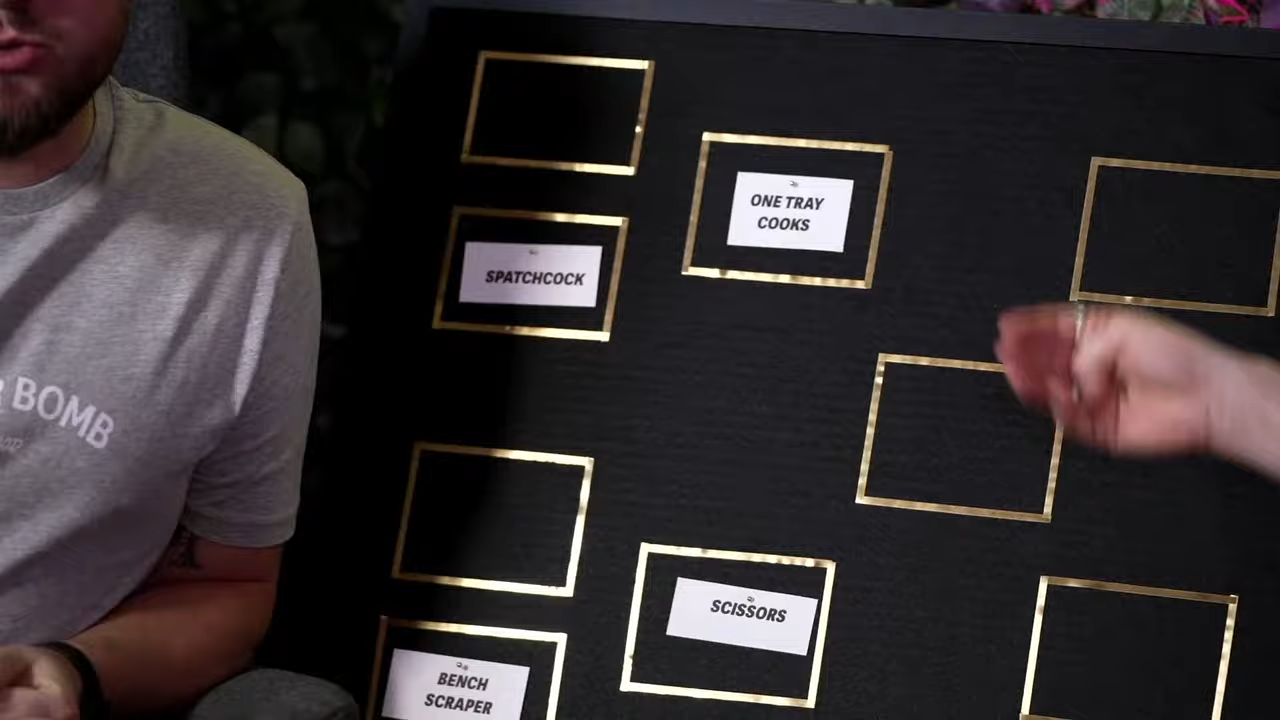 ONE TRAY
COOKS
SPATCHCOCK
BOMB
SCISSORS
BENCH
SCRAPER